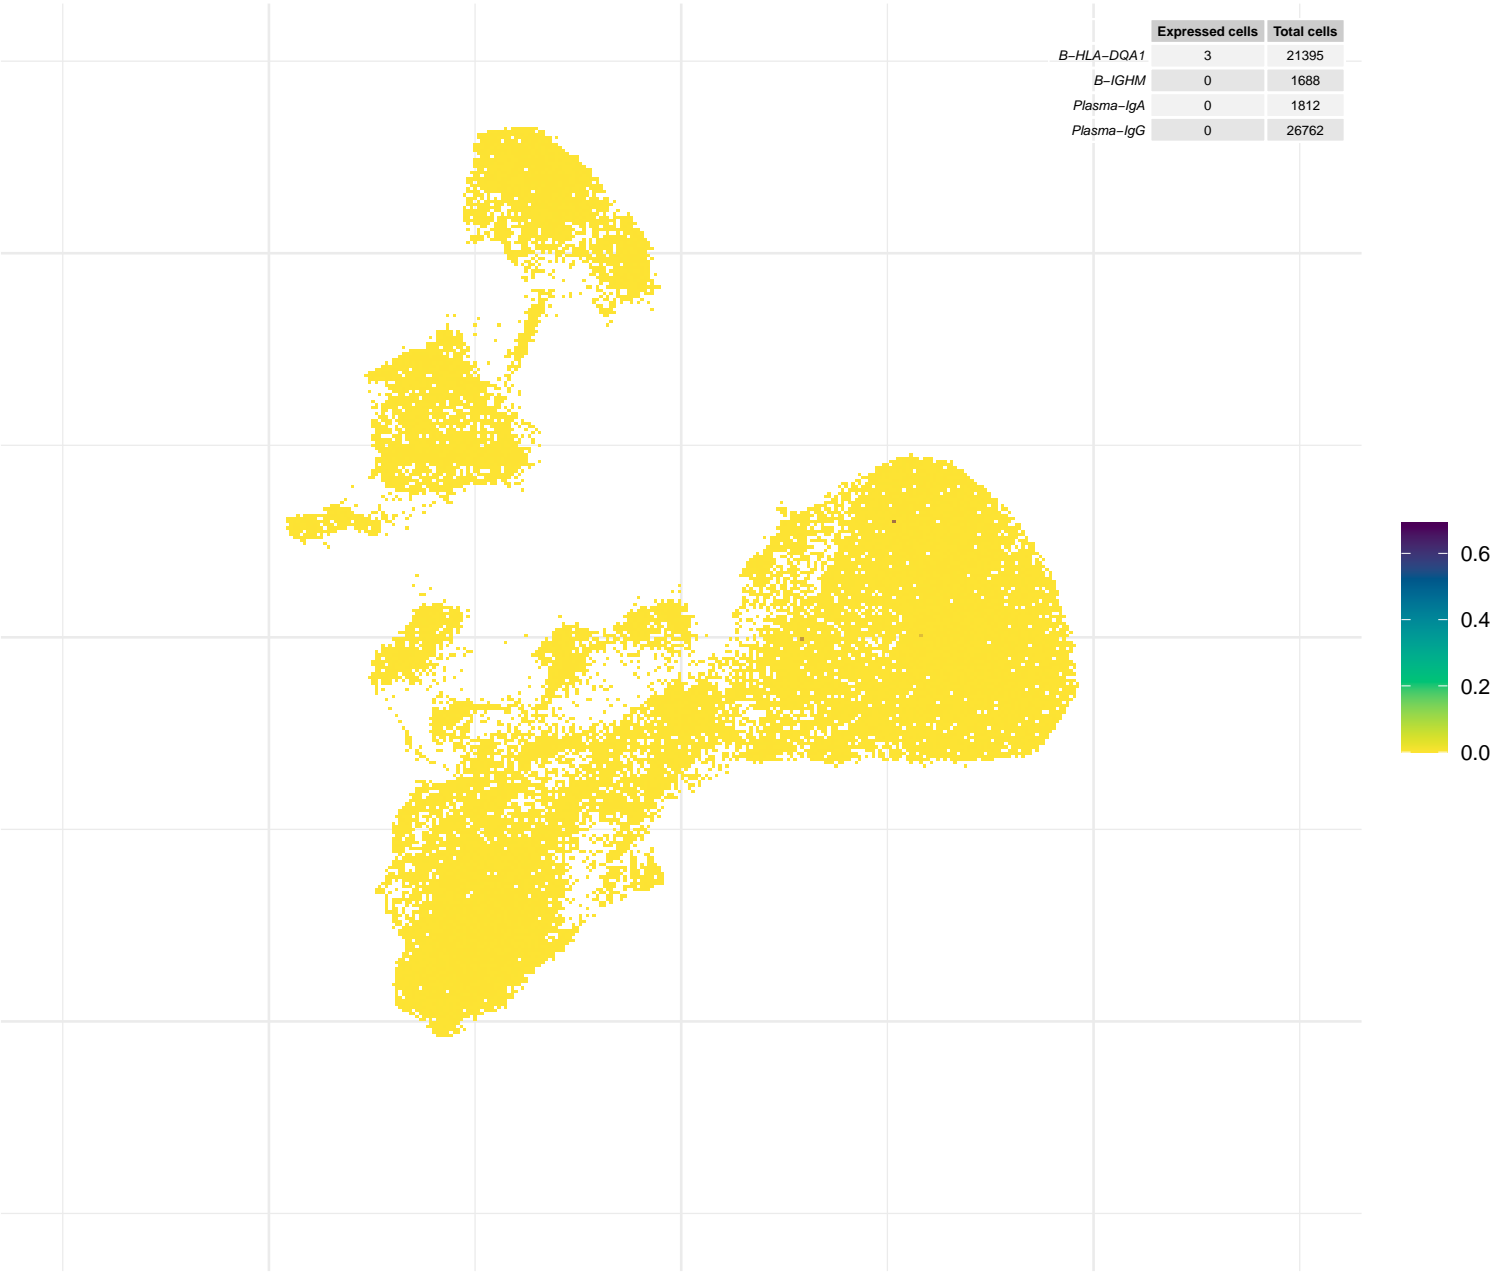 Expressed cells Total cells
B−HLA−DQA1 3 21395
B−IGHM 0 1688
Plasma−IgA 0 1812
Plasma−IgG 0 26762
0.6
0.4
0.2
0.0